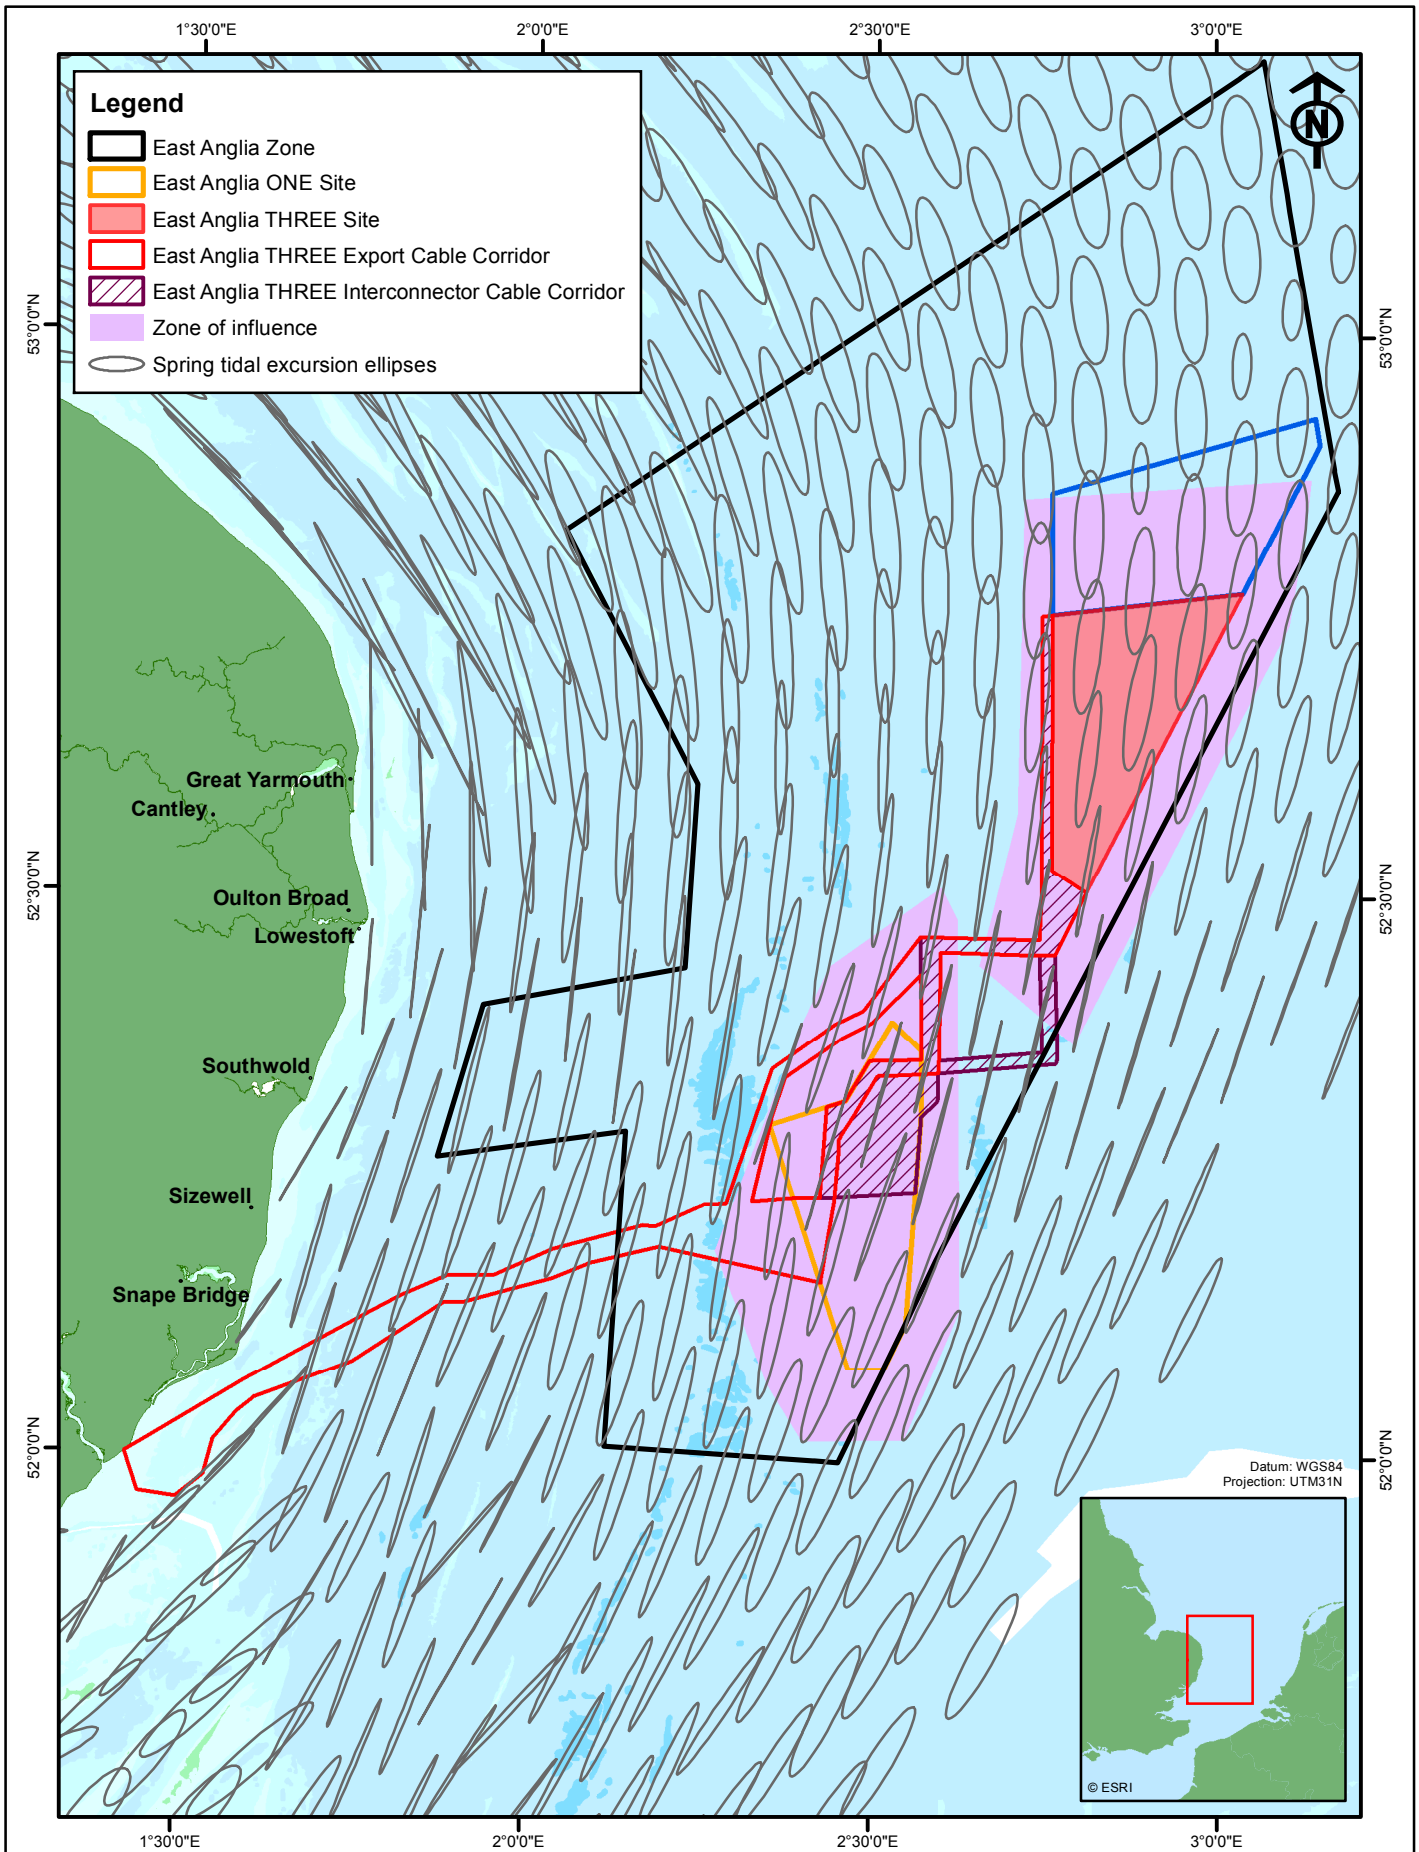 1°30'0"E 2°0'0"E 2°30'0"E 3°0'0"E
Legend
East Anglia Zone
East Anglia ONE Site
East Anglia THREE Site
East Anglia THREE Export Cable Corridor
East Anglia THREE Interconnector Cable Corridor
Zone of influence
Spring tidal excursion ellipses
N
53°0'0"N
53°0'0"N
Great Yarmouth
Cantley
52°30'0"N
52°30'0"N
Oulton Broad
Lowestoft
Southwold
Sizewell
Snape Bridge
52°0'0"N
52°0'0"N
Datum: WGS84
Projection: UTM31N
© ESRI
1°30'0"E 2°0'0"E 2°30'0"E 3°0'0"E